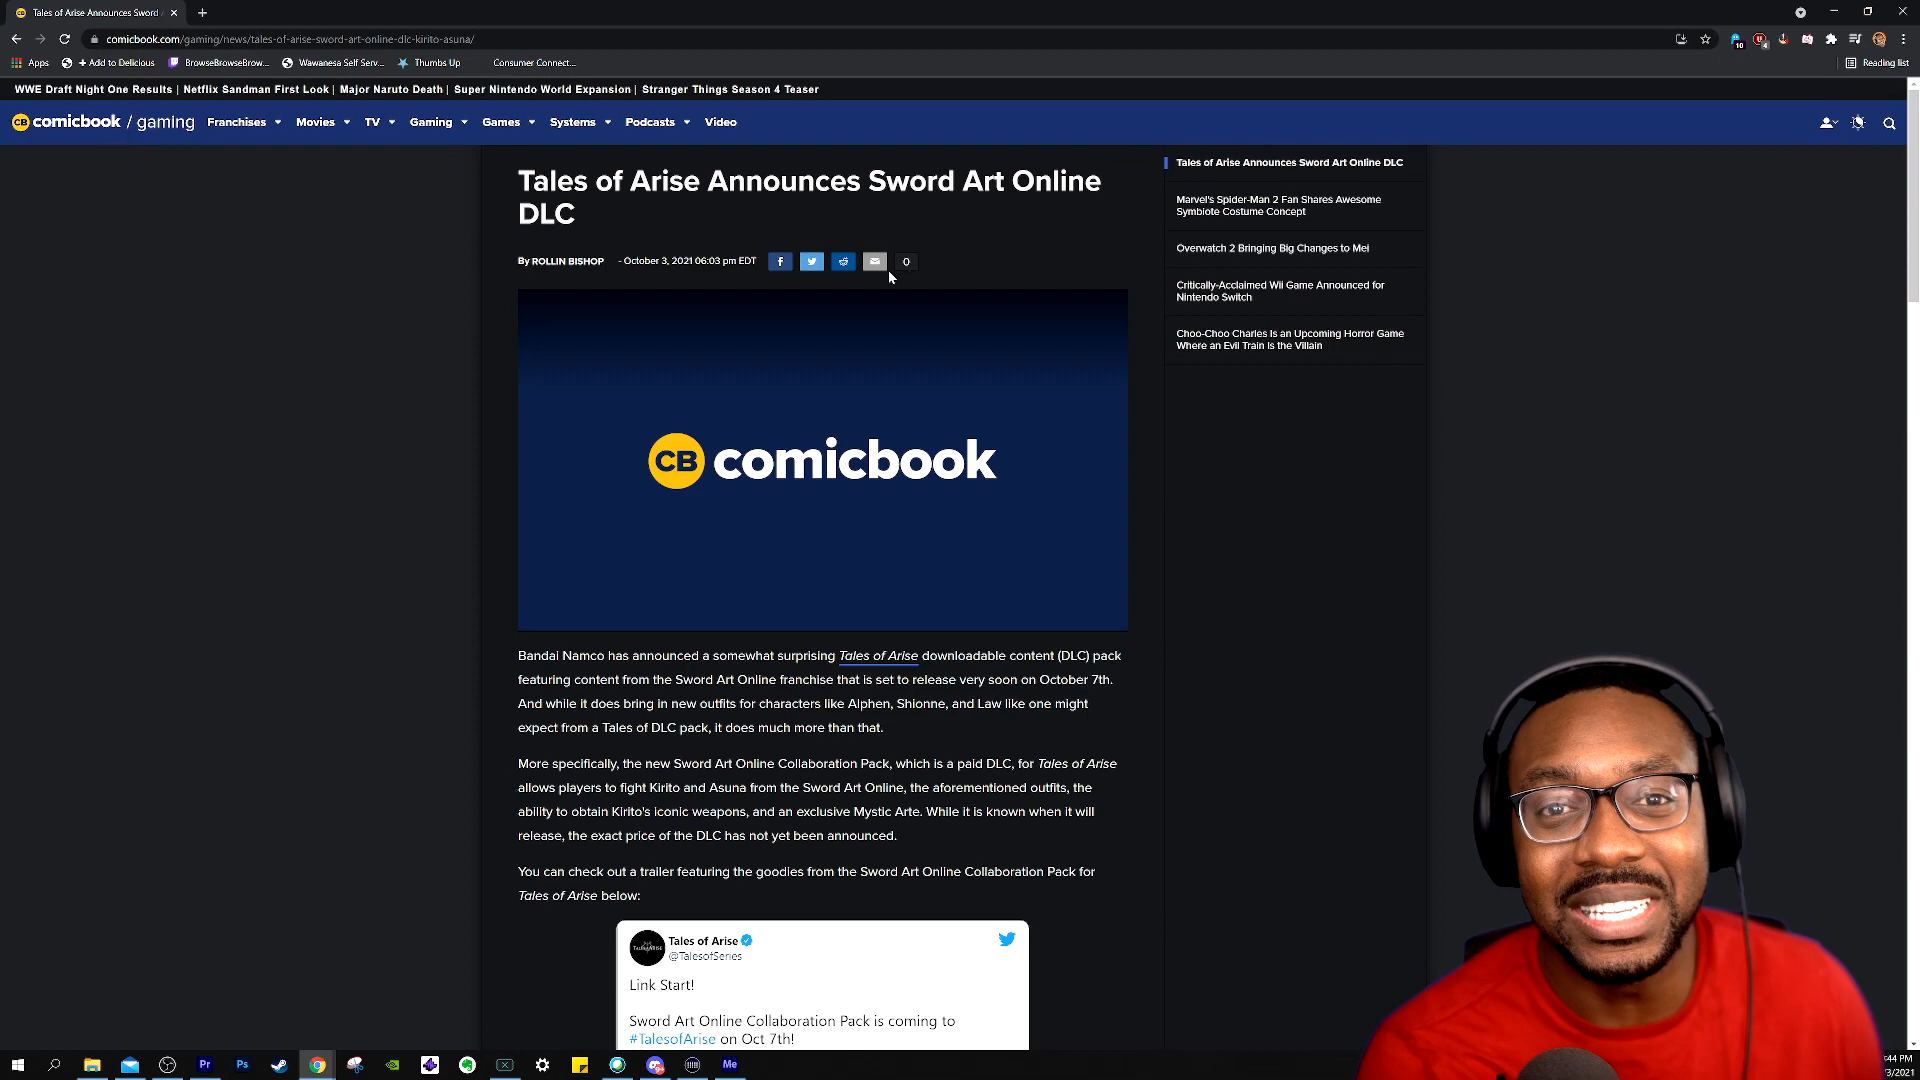 Tales of Arise Announces Sword
comicbook.com/gaming/news/tales-of-arise-sword-art-online-dlc-kirito-asuna/
10
4
Apps
+ Add to Delicious
BrowseBrowseBrow...
Wawanesa Self Serv...
Thumbs Up
Consumer Connect...
Reading list
WWE Draft Night One Results | Netflix Sandman First Look | Major Naruto Death | Super Nintendo World Expansion | Stranger Things Season 4 Teaser
CB comicbook / gaming
Franchises
Movies
TV
Gaming
Games
Systems
Podcasts
Video
Tales of Arise Announces Sword Art Online
DLC
By ROLLIN BISHOP - October 3, 2021 06:03 pm EDT
0
CB comicbook
Bandai Namco has announced a somewhat surprising Tales of Arise downloadable content (DLC) pack
featuring content from the Sword Art Online franchise that is set to release very soon on October 7th.
And while it does bring in new outfits for characters like Alphen, Shionne, and Law like one might
expect from a Tales of DLC pack, it does much more than that.
More specifically, the new Sword Art Online Collaboration Pack, which is a paid DLC, for Tales of Arise
allows players to fight Kirito and Asuna from the Sword Art Online, the aforementioned outfits, the
ability to obtain Kirito's iconic weapons, and an exclusive Mystic Arte. While it is known when it will
release, the exact price of the DLC has not yet been announced.
You can check out a trailer featuring the goodies from the Sword Art Online Collaboration Pack for
Tales of Arise below:
Tales of Arise
@TalesofSeries
Link Start!
Sword Art Online Collaboration Pack is coming to
#TalesofArise on Oct 7th!
Tales of Arise Announces Sword Art Online DLC
Marvel's Spider-Man 2 Fan Shares Awesome
Symbiote Costume Concept
Overwatch 2 Bringing Big Changes to Mei
Critically-Acclaimed Wii Game Announced for
Nintendo Switch
Choo-Choo Charles Is an Upcoming Horror Game
Where an Evil Train Is the Villain
Pr
Ps
Me
:44 PM
/3/2021